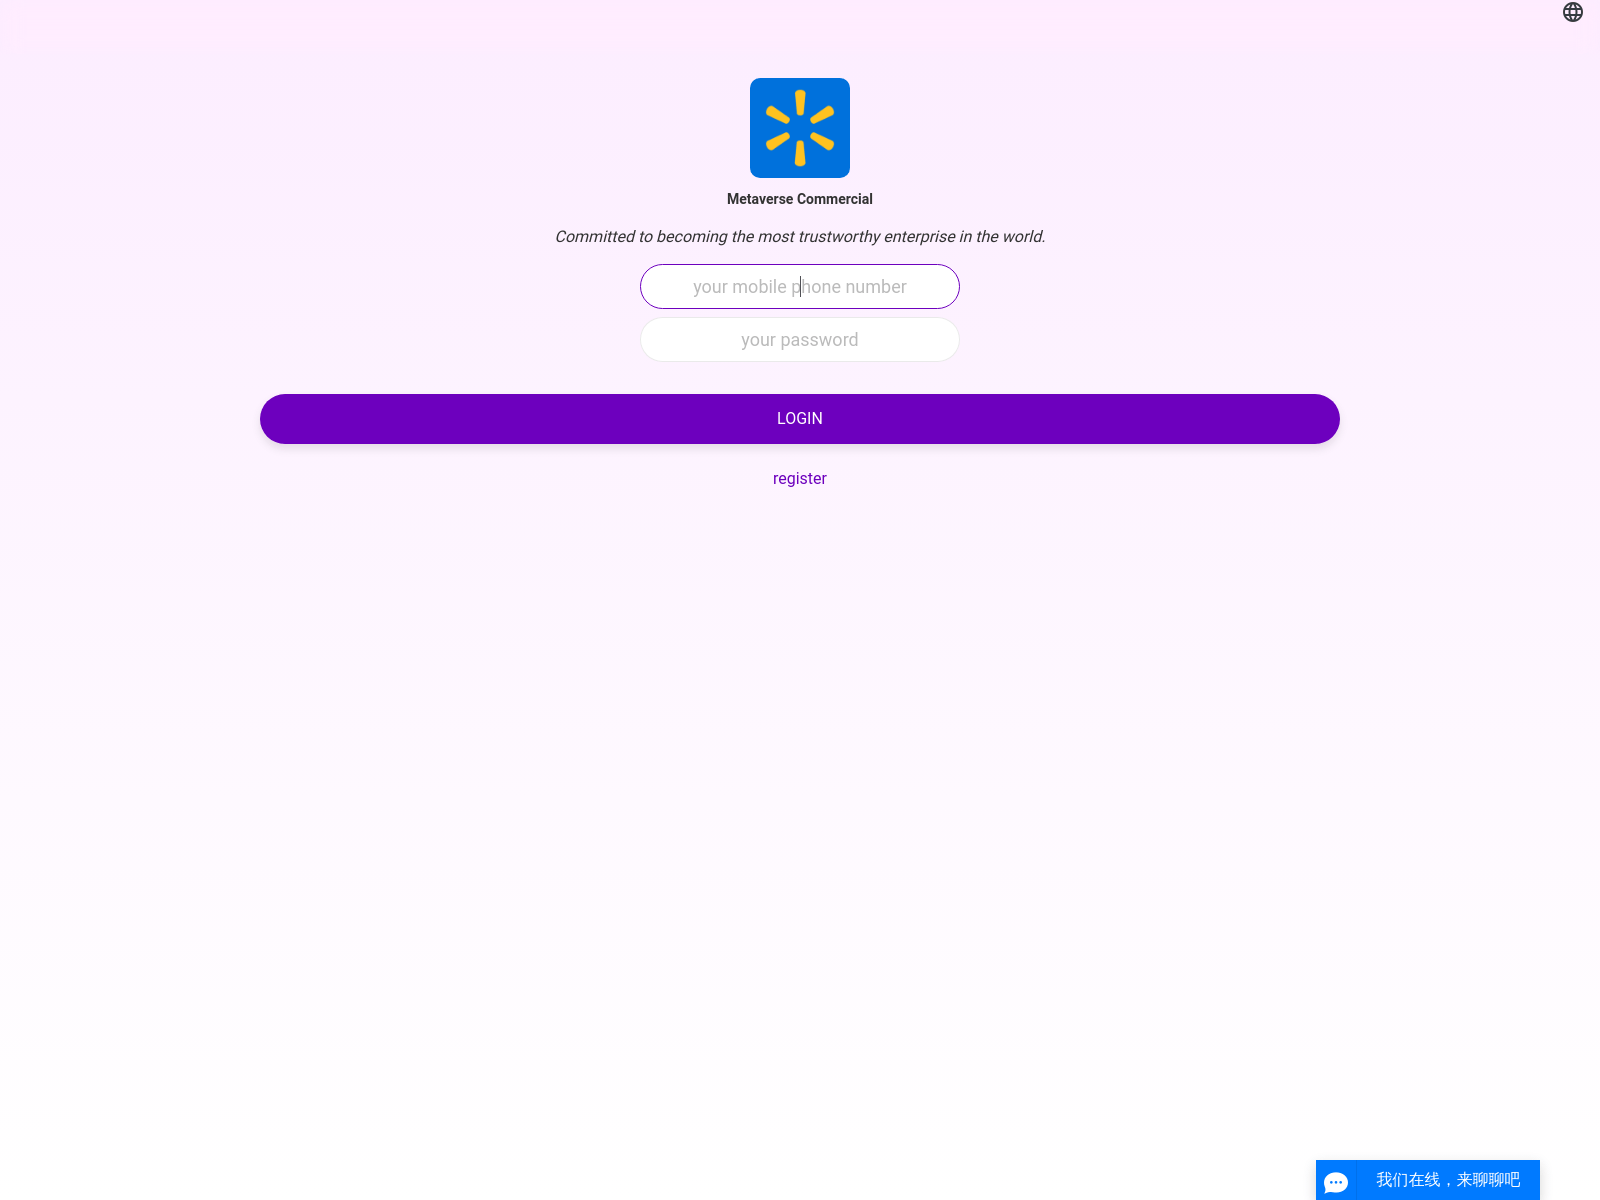 Metaverse Commercial
Committed to becoming the most trustworthy enterprise in the world.
your mobile phone number
your password
LOGIN
register
我们在线，来聊聊吧